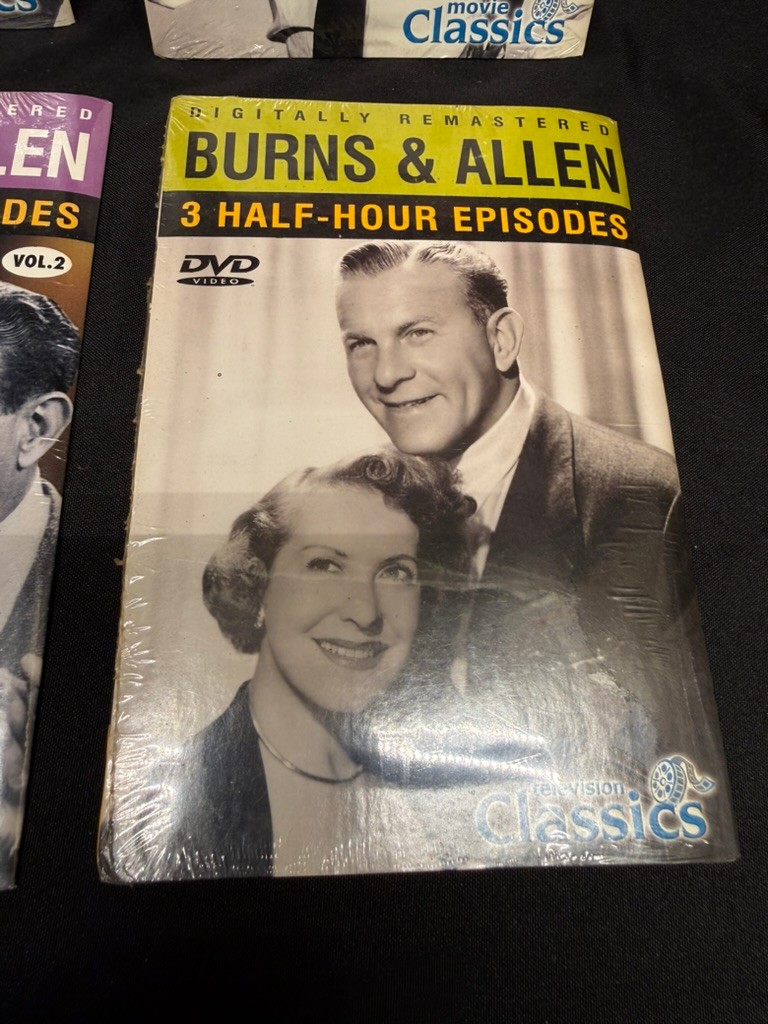 movie
Classics
cs
ERED
LEN
DES
VOL.2
DIGITALLY REMASTERED
BURNS & ALLEN
3 HALF-HOUR EPISODES
DVD
VIDEO
television
Classics